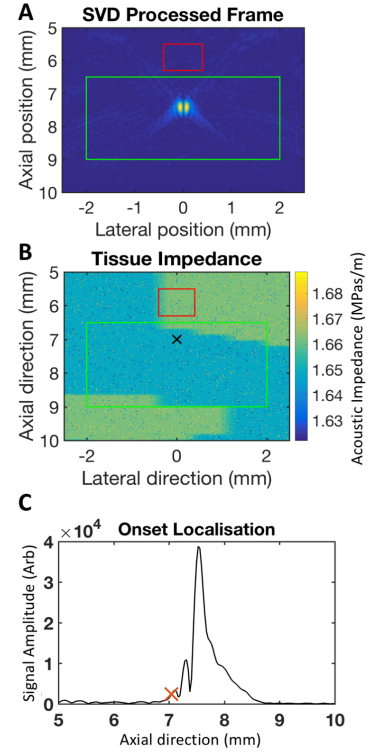 A
SVD Processed Frame
Axial position (mm)
5
6
7
8
9
10
-2
-1
0
1
2
Lateral position (mm)
B
Tissue Impedance
Axial direction (mm)
5
6
7
8
9
10
-2
0
2
Lateral direction (mm)
1.68
1.67
1.66
1.65
1.64
1.63
Acoustic Impedance (MPas/m)
C
×10⁴
Onset Localisation
Signal Amplitude (Arb)
4
3
2
1
0
5
6
7
8
9
10
Axial direction (mm)